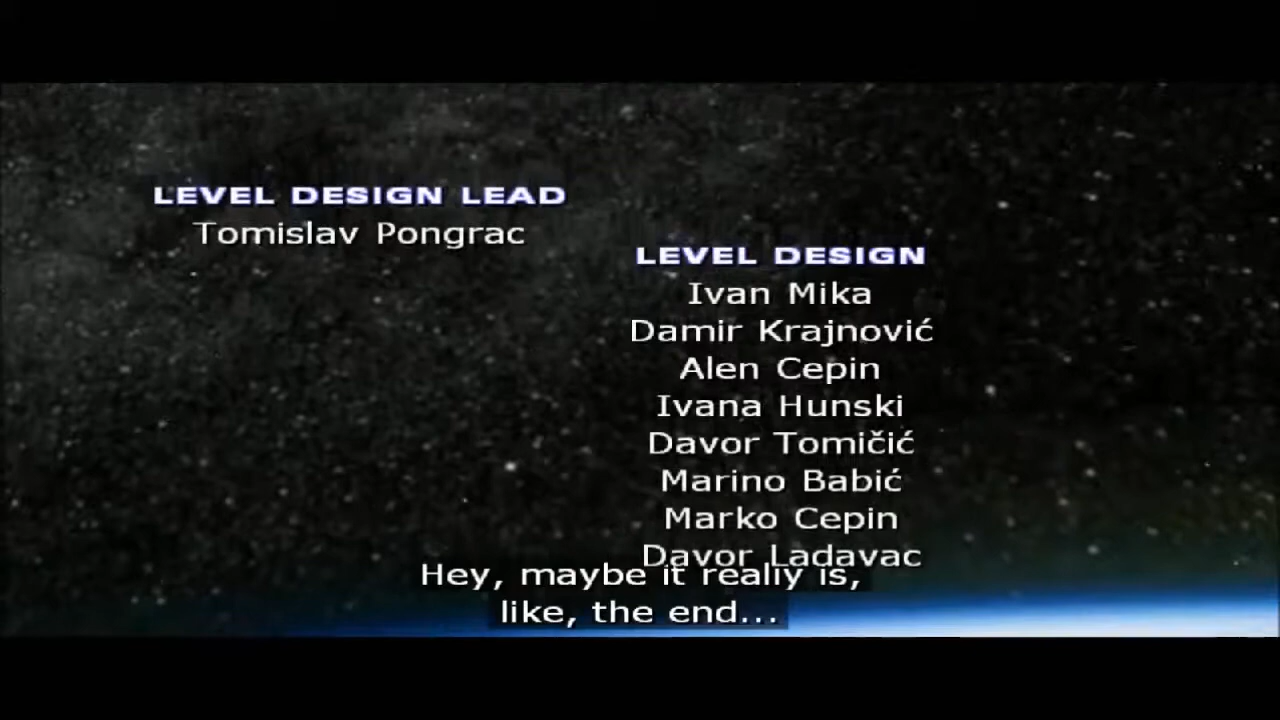 LEVEL DESIGN LEAD
Tomislav Pongrac
LEVEL DESIGN
Ivan Mika
Damir Krajnović
Alen Cepin
Ivana Hunski
Davor Tomičić
Marino Babić
Marko Cepin
Davor Ladavac
Hey, maybe it really is,
like, the end...